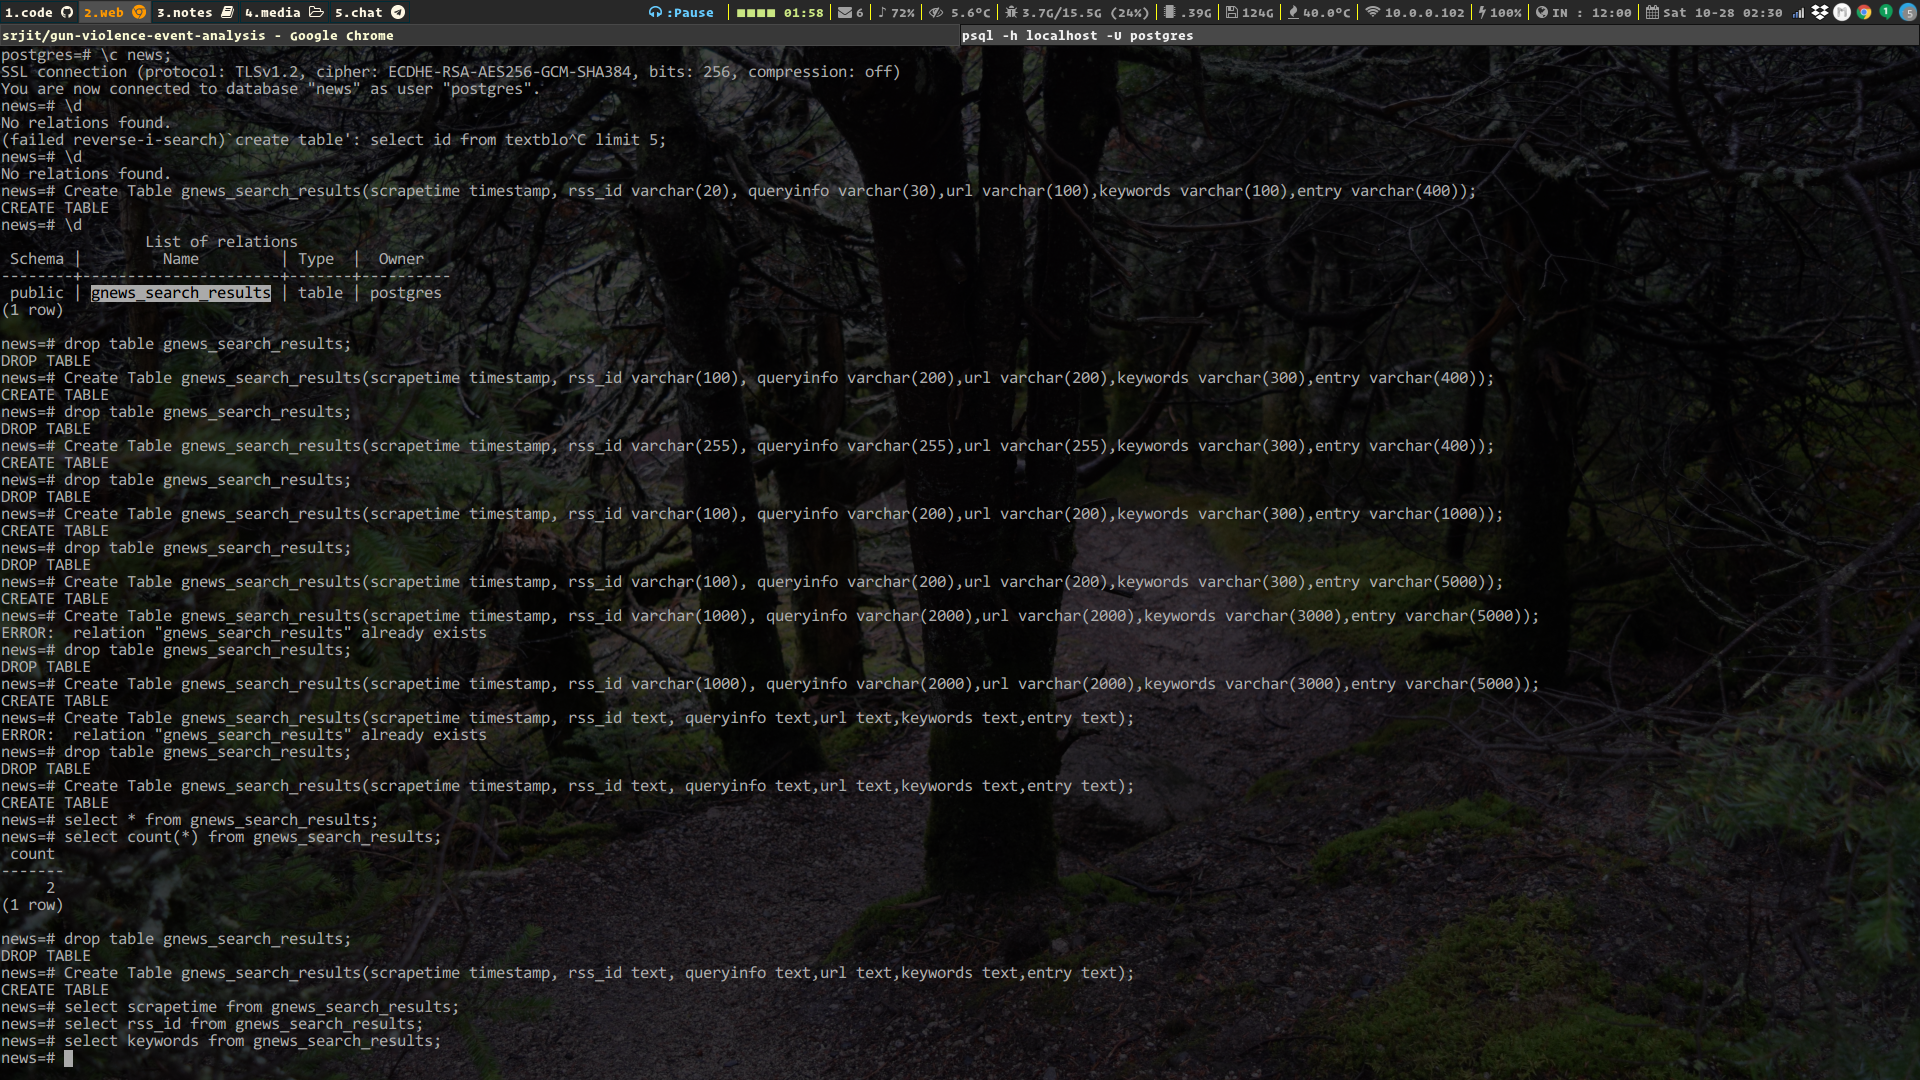 1.code 2.web 3.notes 4.media 5.chat :Pause 01:58 6 72% 5.6°C 3.7G/15.5G (24%) .39G 124G 40.0°C 10.0.0.102 100% IN : 12:00 Sat 10-28 02:30 M 1 5
srjit/gun-violence-event-analysis - Google Chrome psql -h localhost -U postgres
postgres=# \c news;
SSL connection (protocol: TLSv1.2, cipher: ECDHE-RSA-AES256-GCM-SHA384, bits: 256, compression: off)
You are now connected to database "news" as user "postgres".
news=# \d
No relations found.
(failed reverse-i-search)`create table': select id from textblo^C limit 5;
news=# \d
No relations found.
news=# Create Table gnews_search_results(scrapetime timestamp, rss_id varchar(20), queryinfo varchar(30),url varchar(100),keywords varchar(100),entry varchar(400));
CREATE TABLE
news=# \d
List of relations
Schema | Name | Type | Owner
--------+----------------------+-------+----------
public | gnews_search_results | table | postgres
(1 row)
news=# drop table gnews_search_results;
DROP TABLE
news=# Create Table gnews_search_results(scrapetime timestamp, rss_id varchar(100), queryinfo varchar(200),url varchar(200),keywords varchar(300),entry varchar(400));
CREATE TABLE
news=# drop table gnews_search_results;
DROP TABLE
news=# Create Table gnews_search_results(scrapetime timestamp, rss_id varchar(255), queryinfo varchar(255),url varchar(255),keywords varchar(300),entry varchar(400));
CREATE TABLE
news=# drop table gnews_search_results;
DROP TABLE
news=# Create Table gnews_search_results(scrapetime timestamp, rss_id varchar(100), queryinfo varchar(200),url varchar(200),keywords varchar(300),entry varchar(1000));
CREATE TABLE
news=# drop table gnews_search_results;
DROP TABLE
news=# Create Table gnews_search_results(scrapetime timestamp, rss_id varchar(100), queryinfo varchar(200),url varchar(200),keywords varchar(300),entry varchar(5000));
CREATE TABLE
news=# Create Table gnews_search_results(scrapetime timestamp, rss_id varchar(1000), queryinfo varchar(2000),url varchar(2000),keywords varchar(3000),entry varchar(5000));
ERROR:  relation "gnews_search_results" already exists
news=# drop table gnews_search_results;
DROP TABLE
news=# Create Table gnews_search_results(scrapetime timestamp, rss_id varchar(1000), queryinfo varchar(2000),url varchar(2000),keywords varchar(3000),entry varchar(5000));
CREATE TABLE
news=# Create Table gnews_search_results(scrapetime timestamp, rss_id text, queryinfo text,url text,keywords text,entry text);
ERROR:  relation "gnews_search_results" already exists
news=# drop table gnews_search_results;
DROP TABLE
news=# Create Table gnews_search_results(scrapetime timestamp, rss_id text, queryinfo text,url text,keywords text,entry text);
CREATE TABLE
news=# select * from gnews_search_results;
news=# select count(*) from gnews_search_results;
count
-------
2
(1 row)
news=# drop table gnews_search_results;
DROP TABLE
news=# Create Table gnews_search_results(scrapetime timestamp, rss_id text, queryinfo text,url text,keywords text,entry text);
CREATE TABLE
news=# select scrapetime from gnews_search_results;
news=# select rss_id from gnews_search_results;
news=# select keywords from gnews_search_results;
news=#